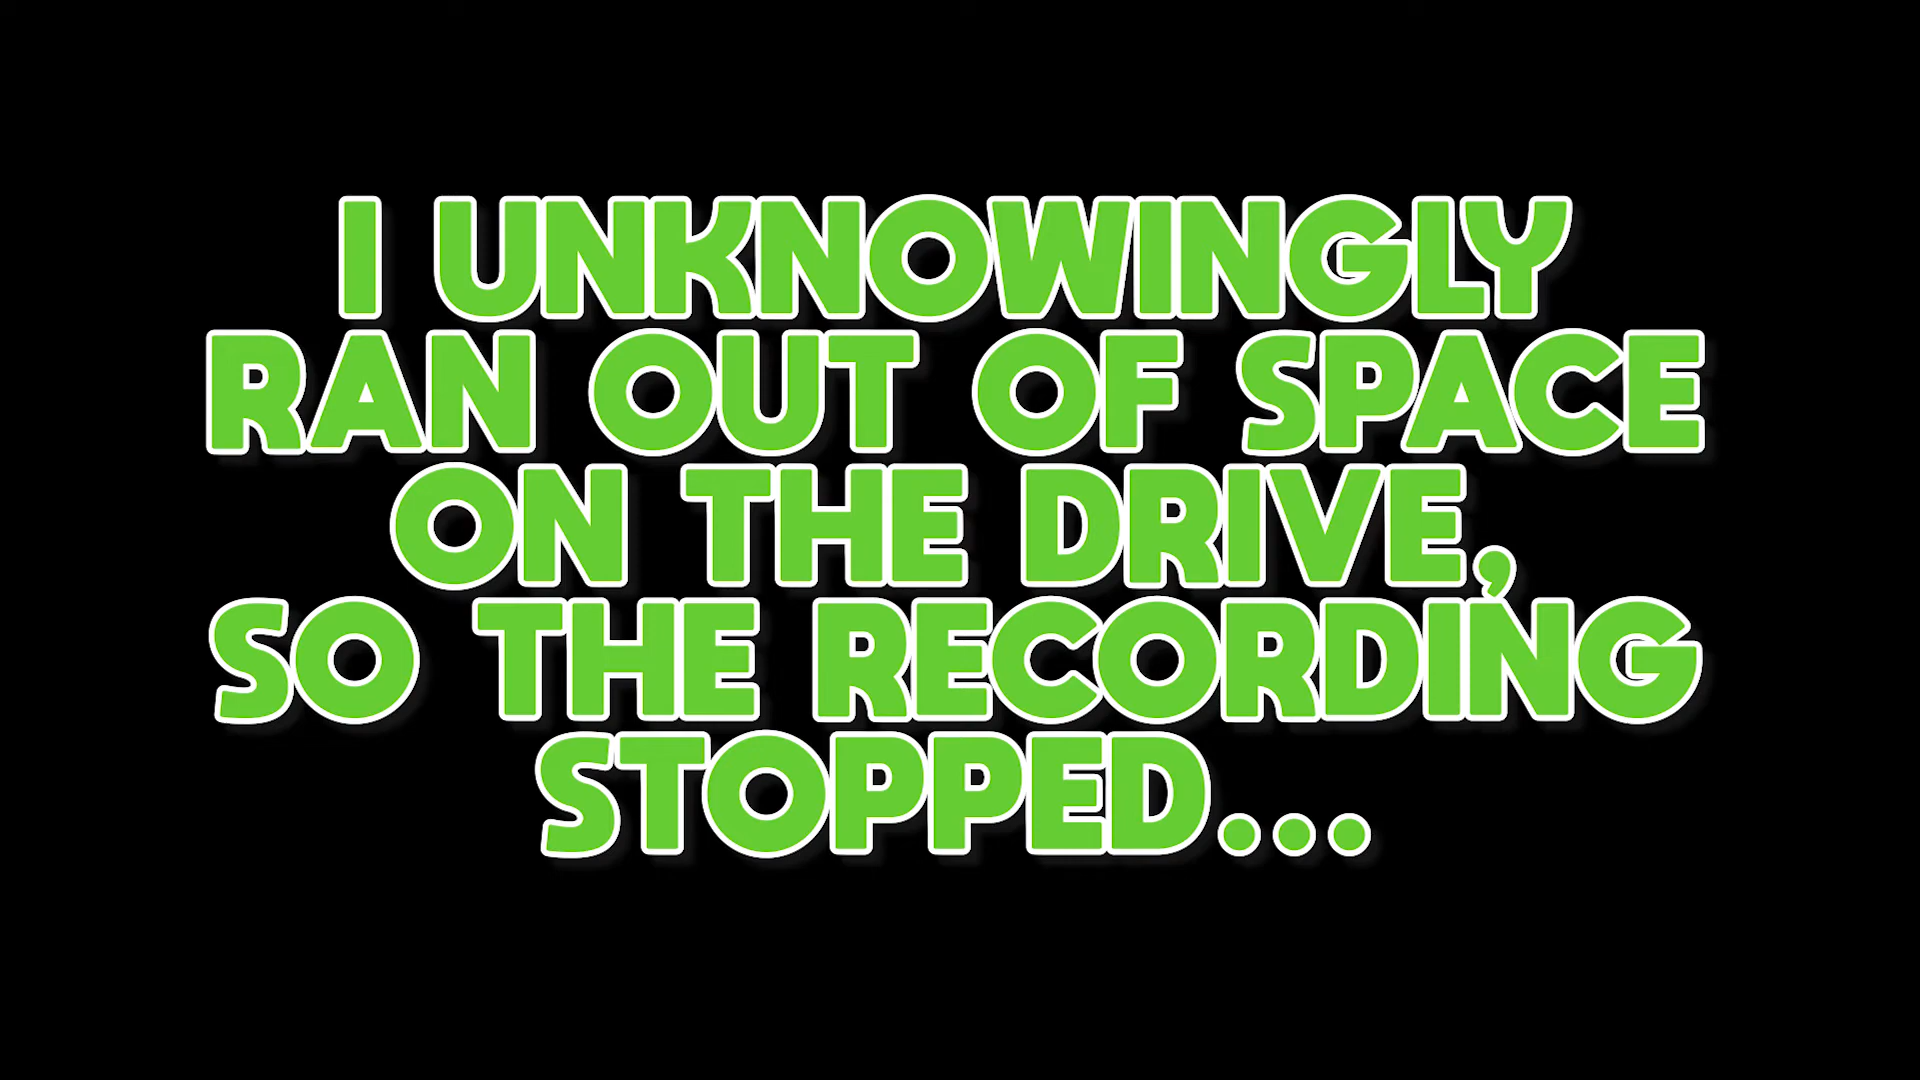 I UNKNOWINGLY
RAN OUT OF SPACE
ON THE DRIVE,
SO THE RECORDING
STOPPED...